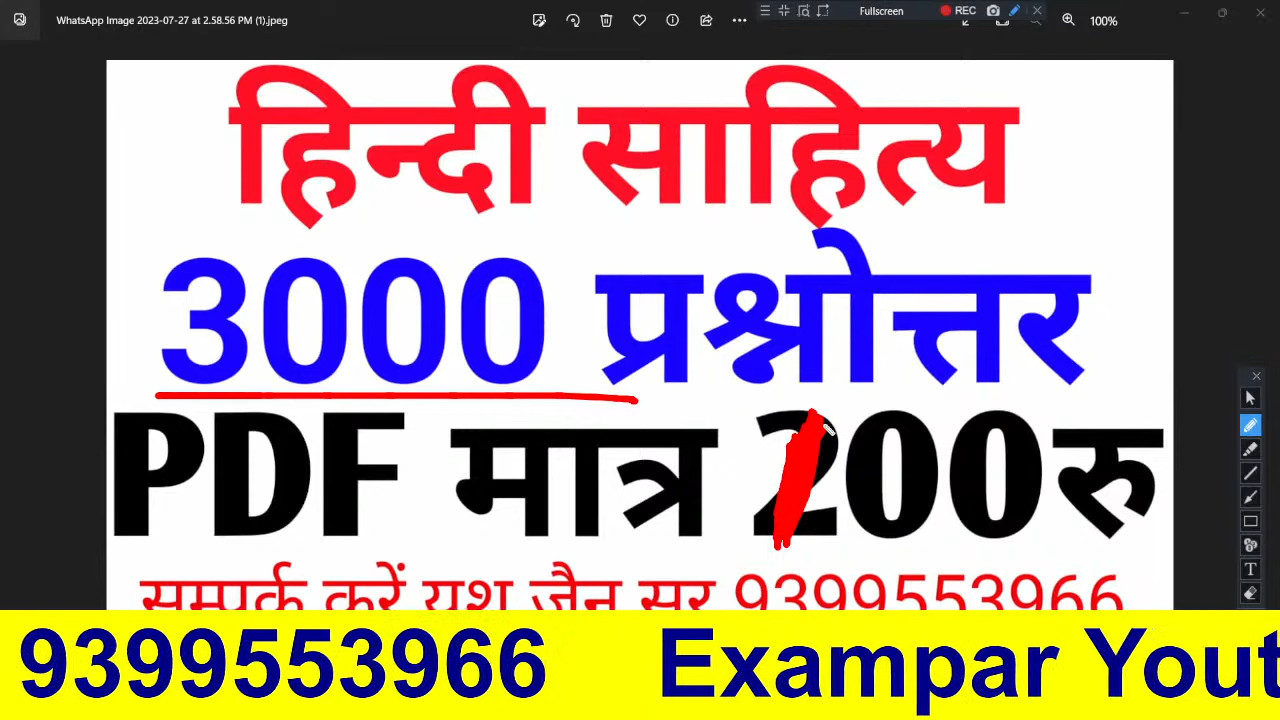 WhatsApp Image 2023-07-27 at 2.58.56 PM (1).jpeg
Fullscreen
REC
100%
हिन्दी साहित्य
3000 प्रश्नोत्तर
PDF मात्र 200रु
सम्पर्क करें यश जैन सर 9399553966
9399553966 Exampar Yout